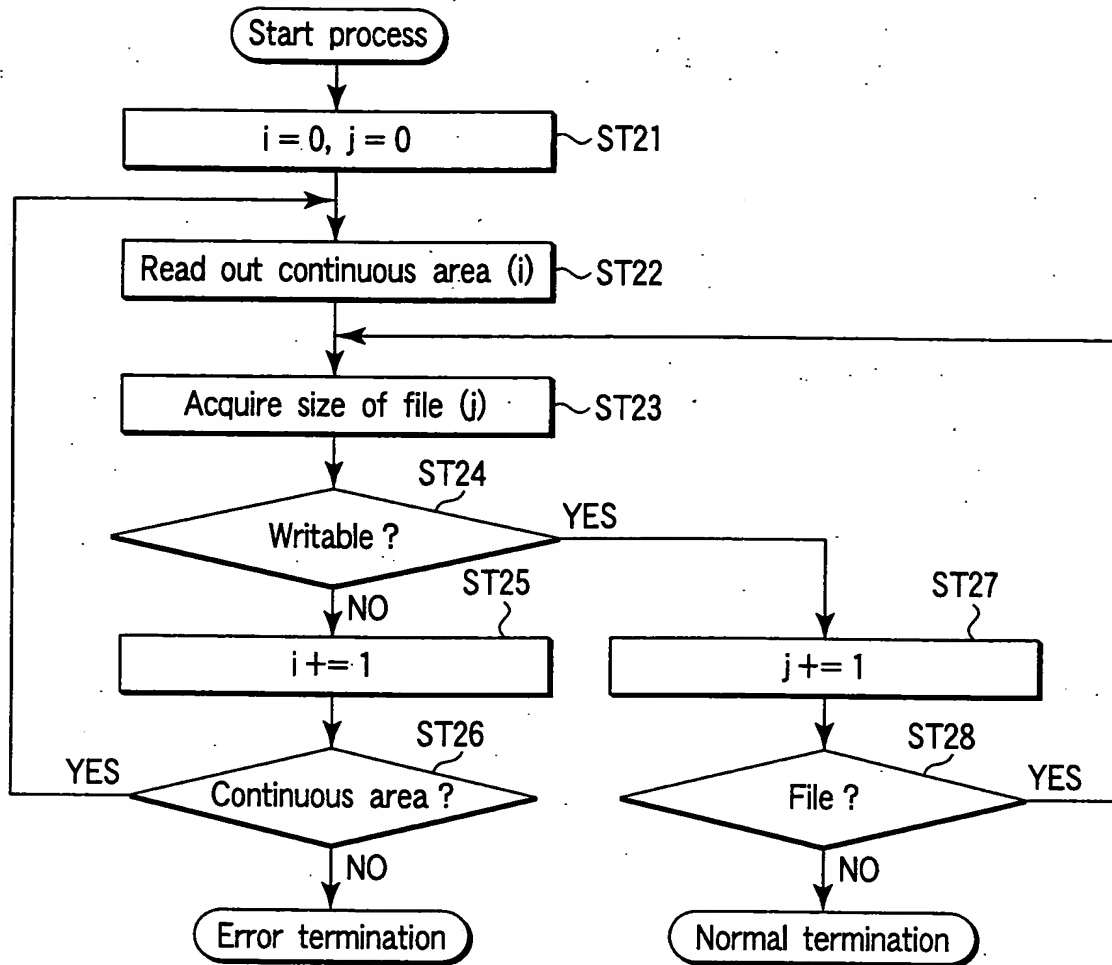 Start process
i = 0, j = 0
ST21
Read out continuous area (i)
ST22
Acquire size of file (j)
ST23
ST24
Writable ?
YES
NO
ST25
i += 1
ST27
j += 1
ST26
YES
Continuous area ?
NO
ST28
File ?
YES
NO
Error termination
Normal termination